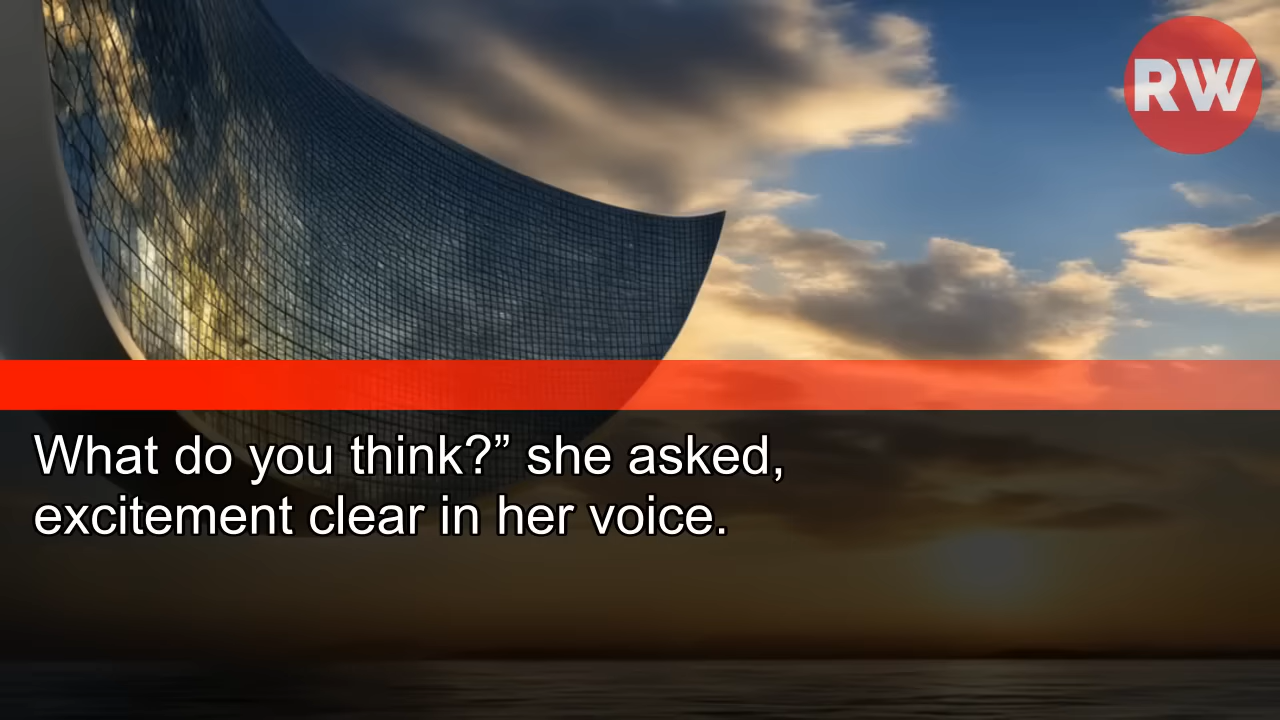 RW
What do you think?” she asked,
excitement clear in her voice.